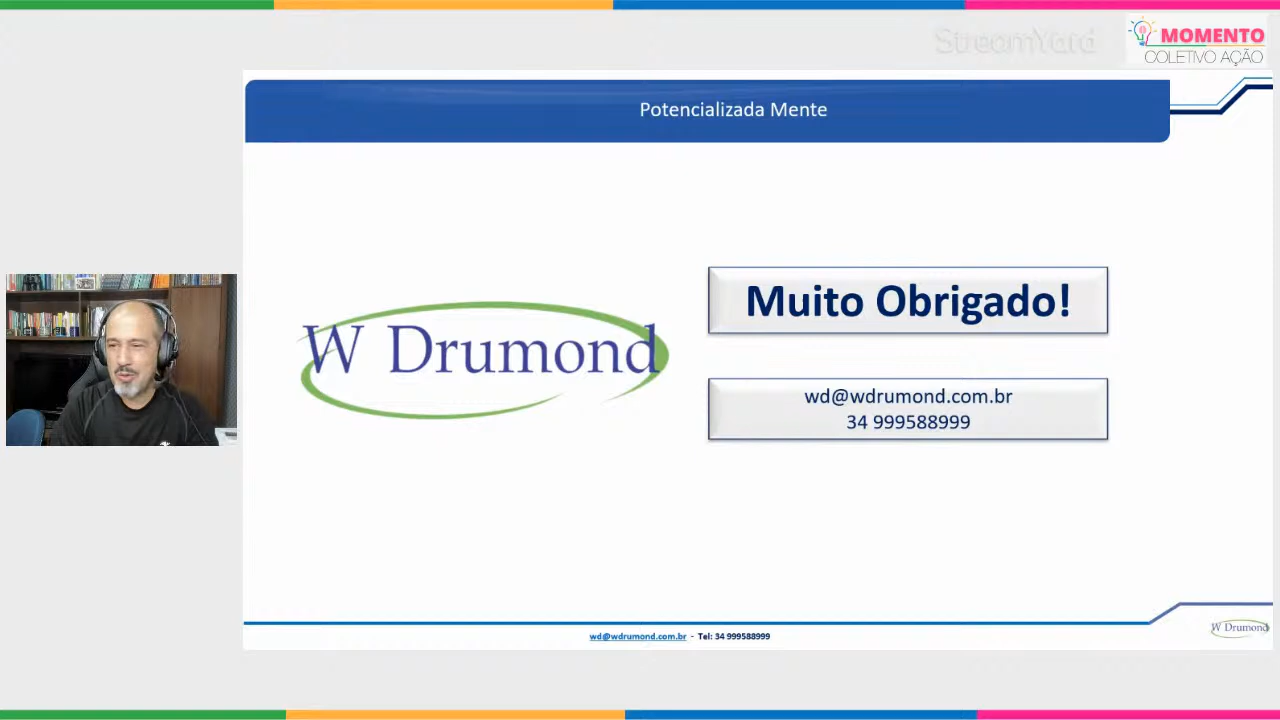 StreamYard
MOMENTO
COLETIVO AÇÃO
Potencializada Mente
W Drumond
Muito Obrigado!
wd@wdrumond.com.br
34 999588999
wd@wdrumond.com.br - Tel: 34 999588999
W Drumond